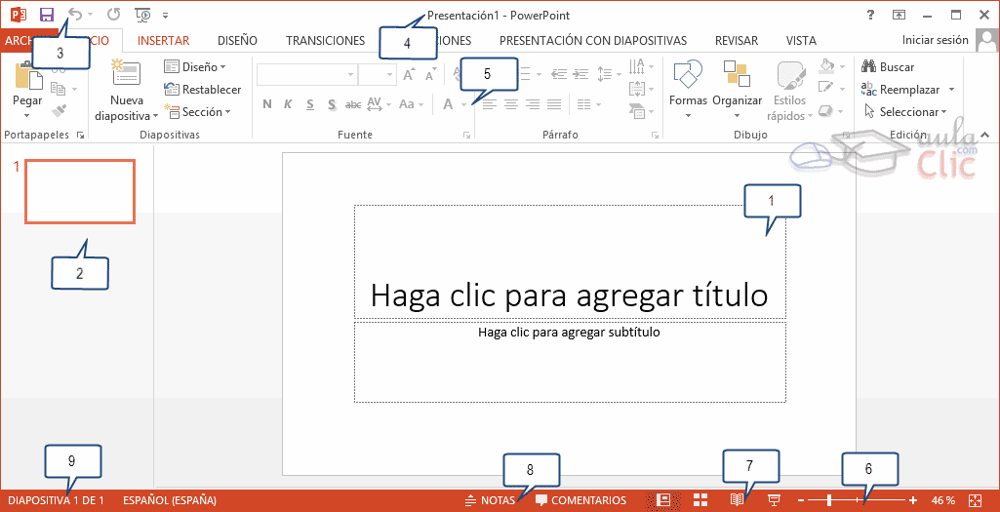 Presentación1 - PowerPoint
?
ARCH
CIO
INSERTAR
DISEÑO
TRANSICIONES
CIONES
PRESENTACIÓN CON DIAPOSITIVAS
REVISAR
VISTA
Iniciar sesión
3
4
5
Pegar
Portapapeles
Nueva
diapositiva
Diseño
Restablecer
Sección
Diapositivas
N K S S abc AV Aa A
Fuente
Párrafo
Formas
Organizar
Estilos
rápidos
Dibujo
Buscar
Reemplazar
Seleccionar
Edición
aula
.com
Clic
1
1
2
Haga clic para agregar título
Haga clic para agregar subtítulo
9
8
7
6
DIAPOSITIVA 1 DE 1
ESPAÑOL (ESPAÑA)
NOTAS
COMENTARIOS
46 %